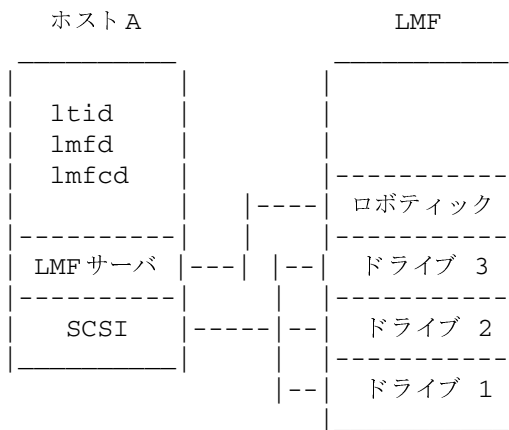 ホストA
LMF
ltid
lmfd
lmfcd
ロボティック
LMFサーバ
ドライブ 3
SCSI
ドライブ 2
ドライブ 1